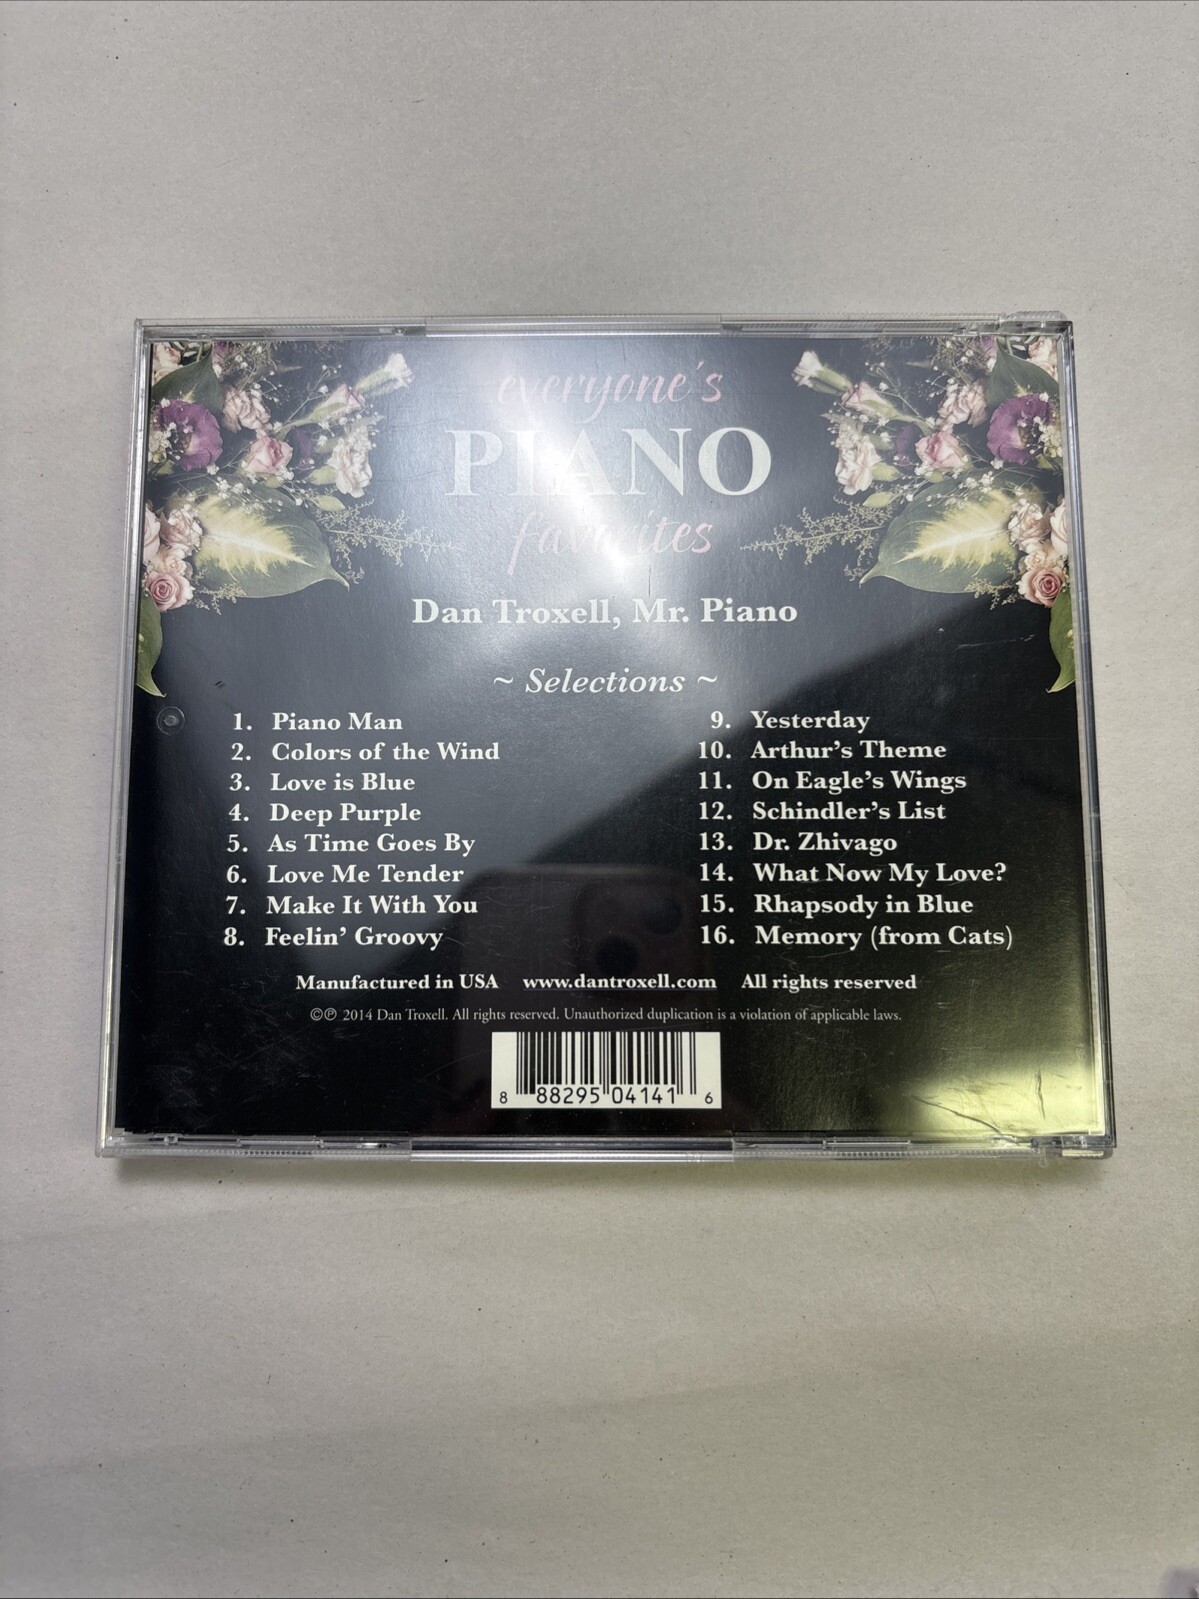 everyone's
PIANO
favorites
Dan Troxell, Mr. Piano
~ Selections ~
1. Piano Man
2. Colors of the Wind
3. Love is Blue
4. Deep Purple
5. As Time Goes By
6. Love Me Tender
7. Make It With You
8. Feelin' Groovy
9. Yesterday
10. Arthur's Theme
11. On Eagle's Wings
12. Schindler's List
13. Dr. Zhivago
14. What Now My Love?
15. Rhapsody in Blue
16. Memory (from Cats)
Manufactured in USA www.dantroxell.com All rights reserved
©℗ 2014 Dan Troxell. All rights reserved. Unauthorized duplication is a violation of applicable laws.
8 88295 04141 6